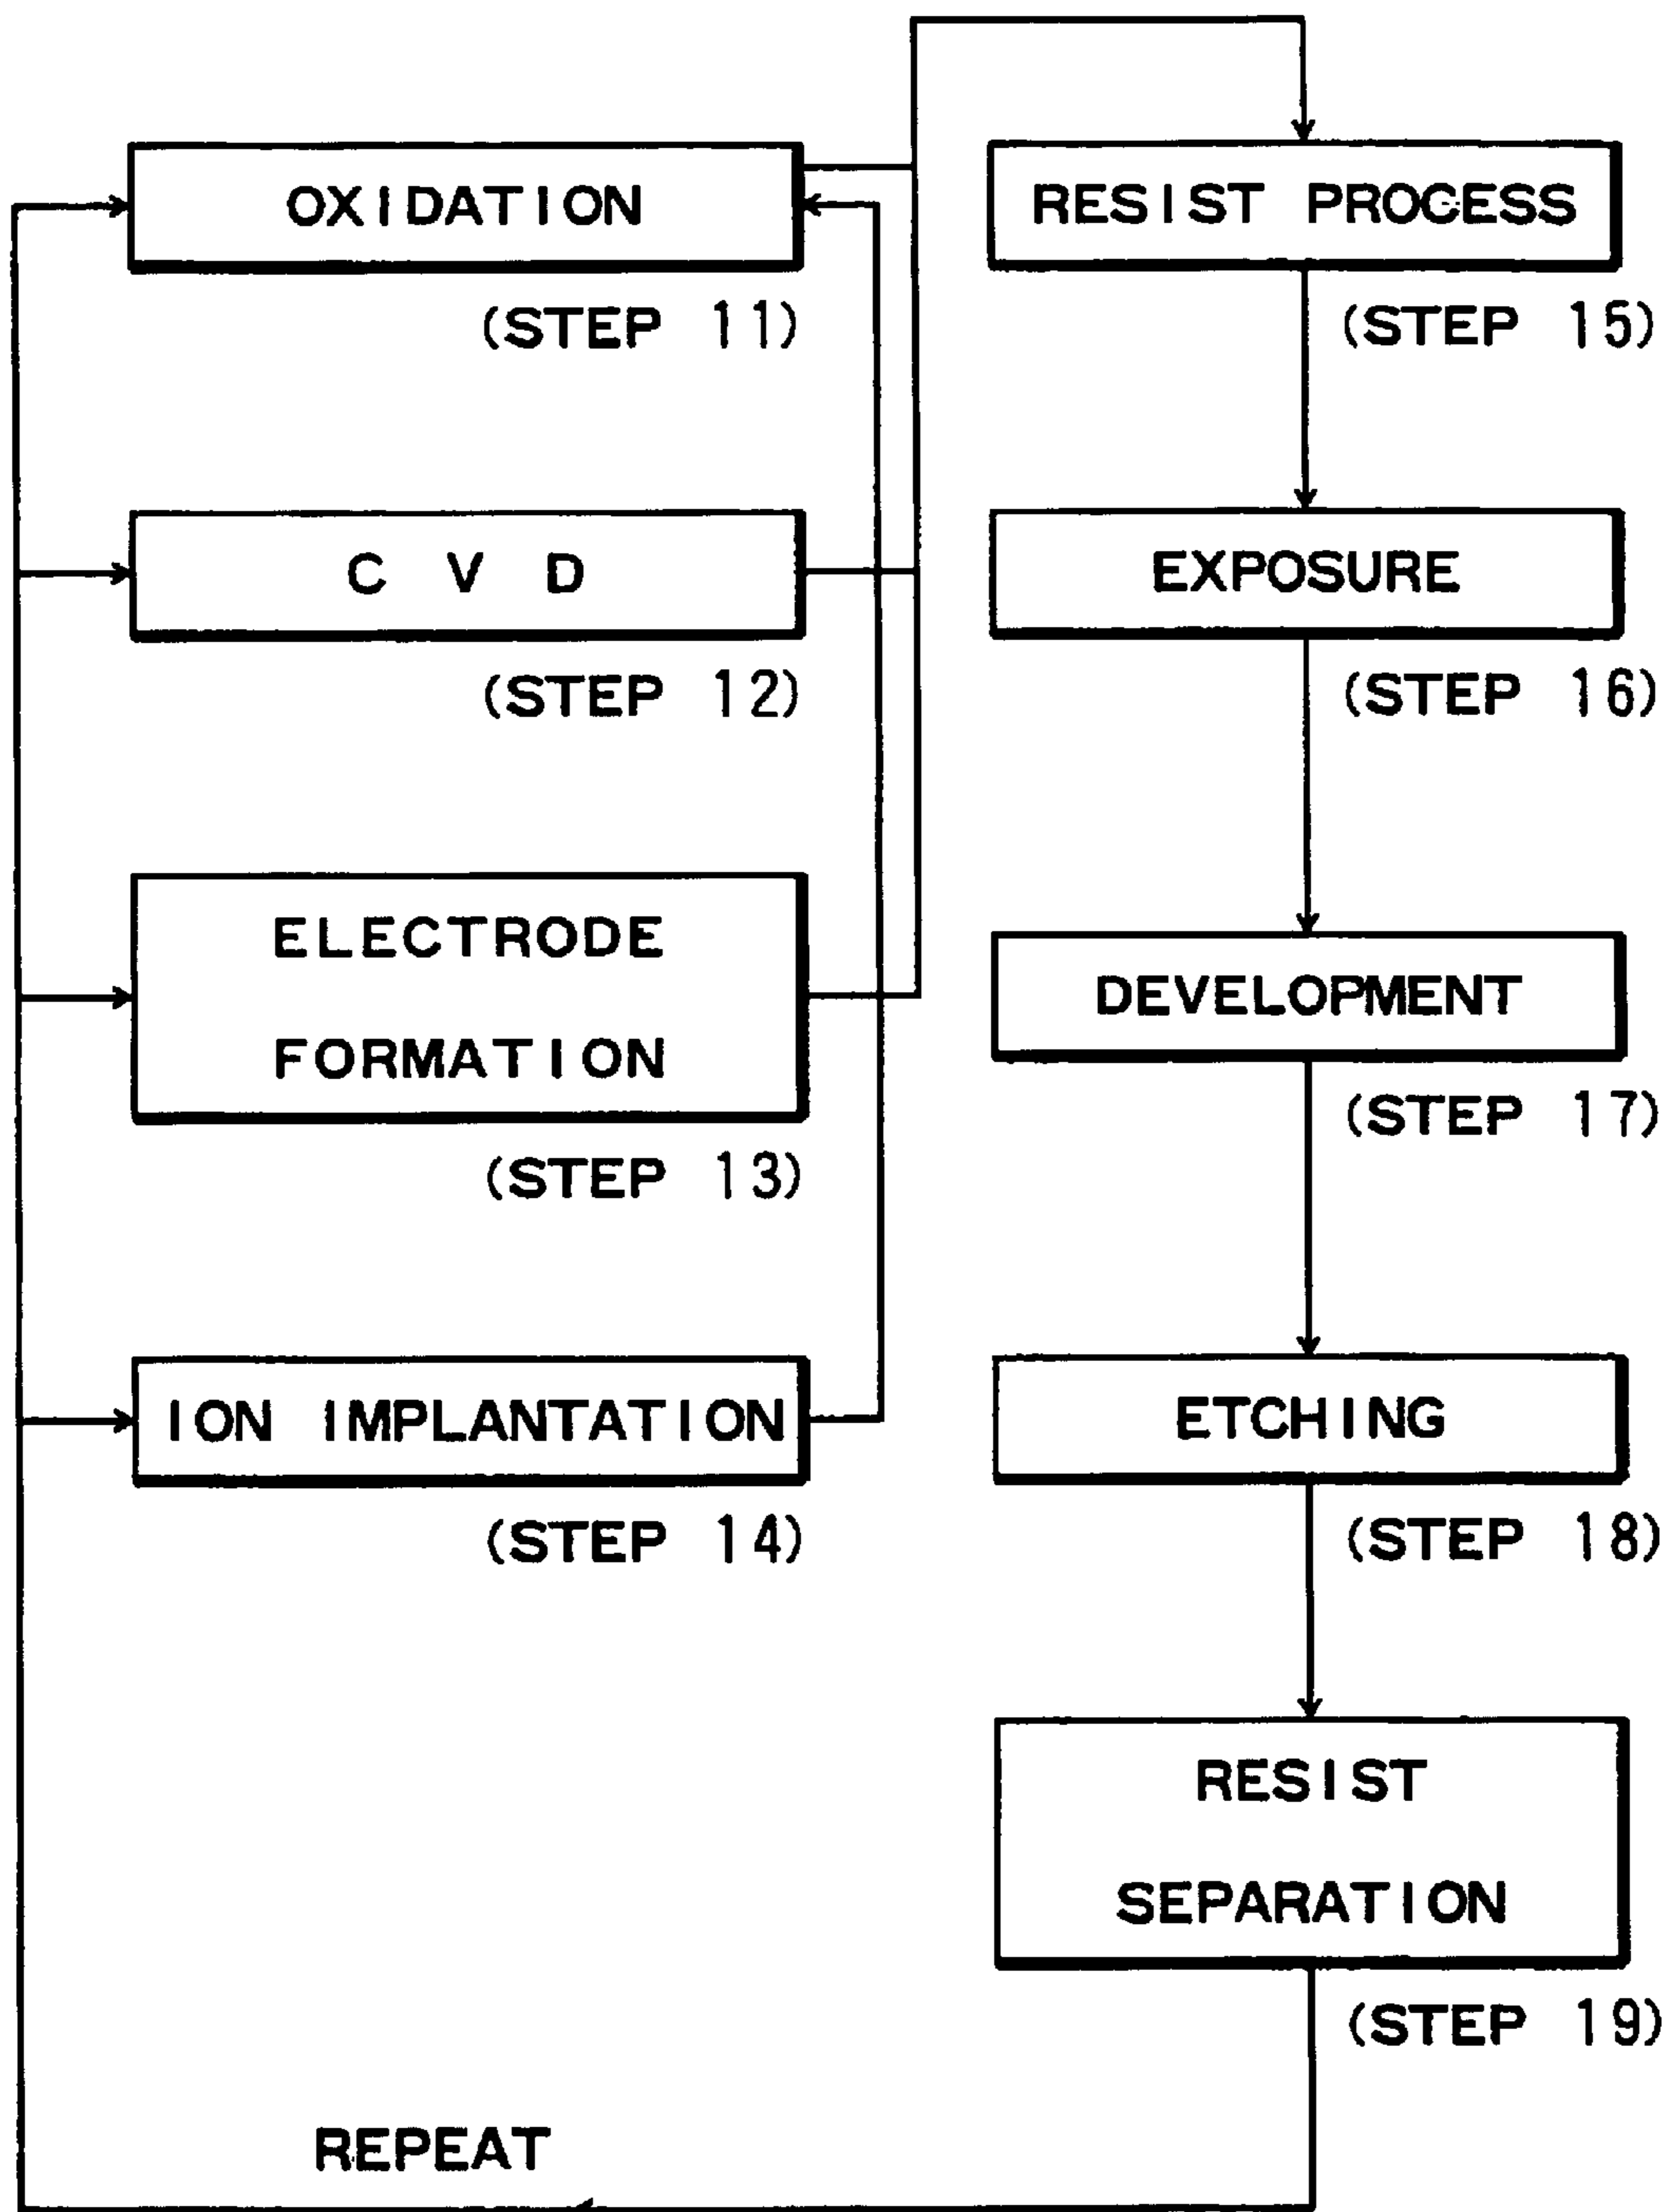 OXIDATION
(STEP 11)
CVD
(STEP 12)
ELECTRODE
FORMATION
(STEP 13)
ION IMPLANTATION
(STEP 14)
RESIST PROCESS
(STEP 15)
EXPOSURE
(STEP 16)
DEVELOPMENT
(STEP 17)
ETCHING
(STEP 18)
RESIST
SEPARATION
(STEP 19)
REPEAT